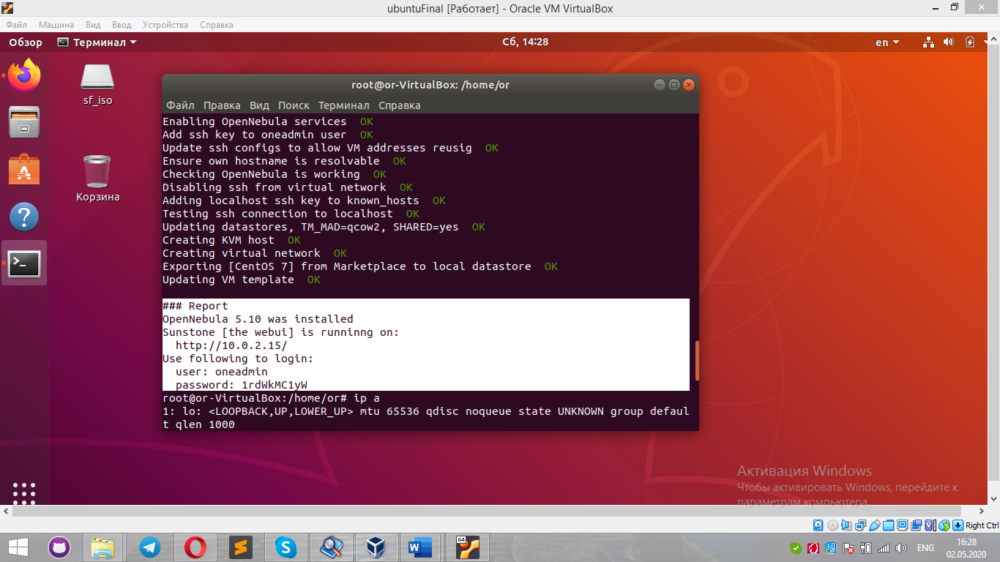 ubuntuFinal [Работает] - Oracle VM VirtualBox
Файл Машина Вид Ввод Устройства Справка
Обзор Терминал Сб, 14:28 en
sf_iso
Корзина
root@or-VirtualBox: /home/or
Файл Правка Вид Поиск Терминал Справка
Enabling OpenNebula services OK
Add ssh key to oneadmin user OK
Update ssh configs to allow VM addresses reusig OK
Ensure own hostname is resolvable OK
Checking OpenNebula is working OK
Disabling ssh from virtual network OK
Adding localhost ssh key to known_hosts OK
Testing ssh connection to localhost OK
Updating datastores, TM_MAD=qcow2, SHARED=yes OK
Creating KVM host OK
Creating virtual network OK
Exporting [CentOS 7] from Marketplace to local datastore OK
Updating VM template OK
### Report
OpenNebula 5.10 was installed
Sunstone [the webui] is runninng on:
http://10.0.2.15/
Use following to login:
user: oneadmin
password: 1rdWkMC1yW
root@or-VirtualBox:/home/or# ip a
1: lo: <LOOPBACK,UP,LOWER_UP> mtu 65536 qdisc noqueue state UNKNOWN group defaul
t qlen 1000
Активация Windows
Чтобы активировать Windows, перейдите к
параметрам компьютера.
Right Ctrl
64
ENG
16:28
02.05.2020